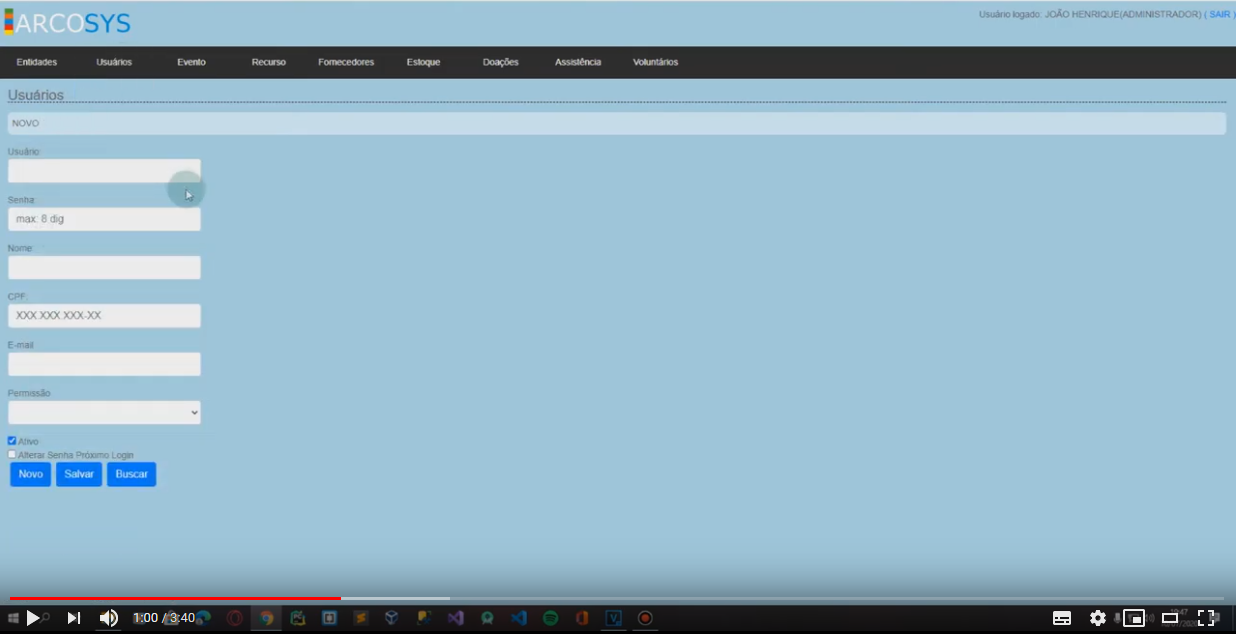 ARCOSYS
Usuário logado: JOÃO HENRIQUE(ADMINISTRADOR) ( SAIR )
Entidades Usuários Evento Recurso Fornecedores Estoque Doações Assistência Voluntários
Usuários
NOVO
Usuário:
Senha:
max: 8 dig
Nome:
CPF:
XXX.XXX.XXX-XX
E-mail
Permissão
Ativo
Alterar Senha Próximo Login
Novo Salvar Buscar
1:00 / 3:40